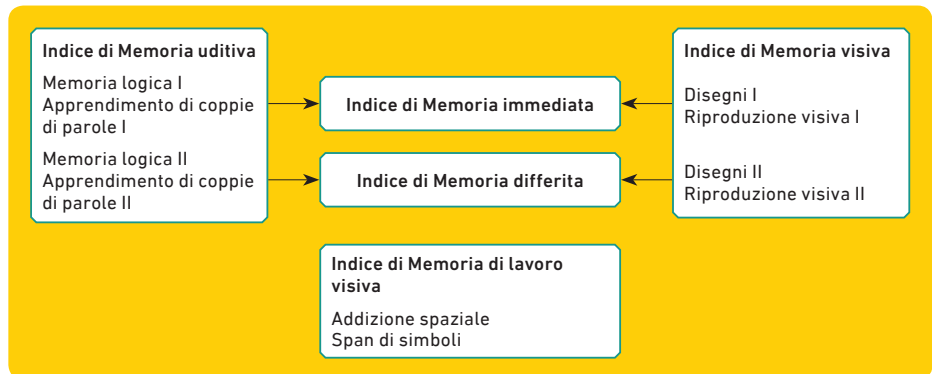 Indice di Memoria uditiva
Memoria logica I
Apprendimento di coppie
di parole I
Memoria logica II
Apprendimento di coppie
di parole II
Indice di Memoria immediata
Indice di Memoria differita
Indice di Memoria visiva
Disegni I
Riproduzione visiva I
Disegni II
Riproduzione visiva II
Indice di Memoria di lavoro
visiva
Addizione spaziale
Span di simboli